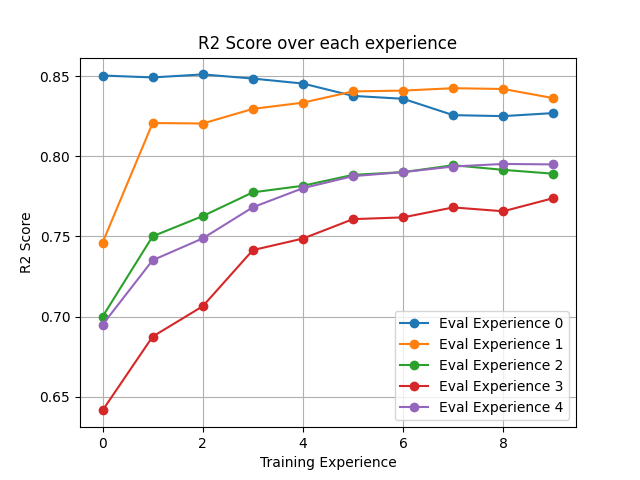 R2 Score over each experience
R2 Score
0.85
0.80
0.75
0.70
0.65
0 2 4 6 8
Training Experience
Eval Experience 0
Eval Experience 1
Eval Experience 2
Eval Experience 3
Eval Experience 4